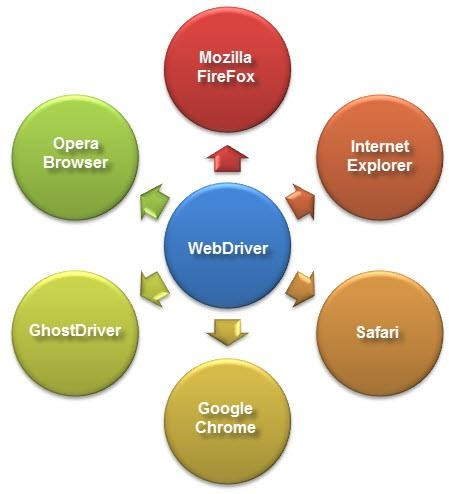 Mozilla
FireFox
Opera
Browser
Internet
Explorer
WebDriver
GhostDriver
Safari
Google
Chrome